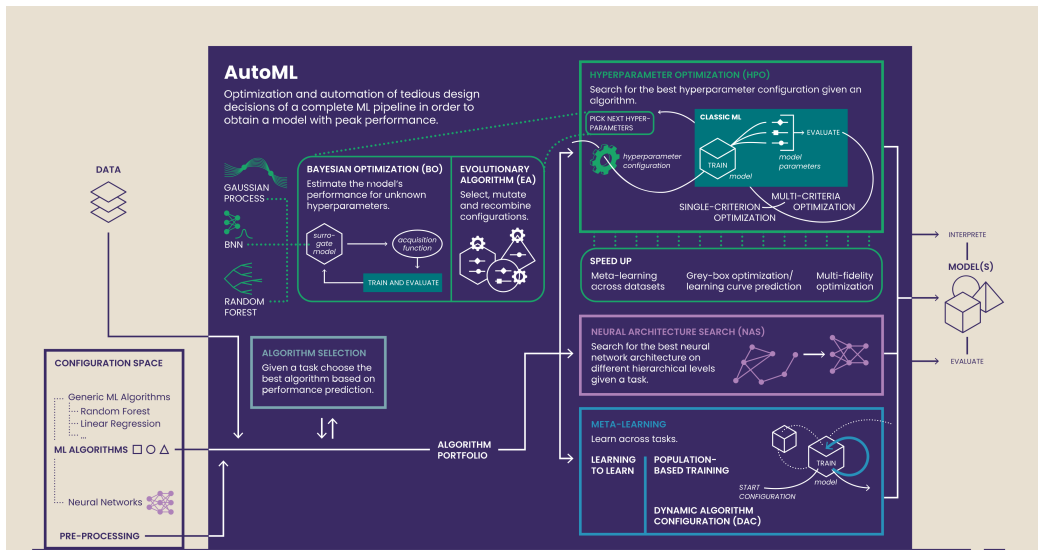 AutoML
Optimization and automation of tedious design
decisions of a complete ML pipeline in order to
obtain a model with peak performance.
DATA
GAUSSIAN
PROCESS
BNN
RANDOM
FOREST
BAYESIAN OPTIMIZATION (BO)
Estimate the model's
performance for unknown
hyperparameters.
surro-
gate
model
acquisition
function
TRAIN AND EVALUATE
EVOLUTIONARY
ALGORITHM (EA)
Select, mutate
and recombine
configurations.
HYPERPARAMETER OPTIMIZATION (HPO)
Search for the best hyperparameter configuration given an
algorithm.
PICK NEXT HYPER-
PARAMETERS
hyperparameter
configuration
CLASSIC ML
TRAIN
model
EVALUATE
model
parameters
MULTI-CRITERIA
OPTIMIZATION
SINGLE-CRITERION
OPTIMIZATION
SPEED UP
Meta-learning
across datasets
Grey-box optimization/
learning curve prediction
Multi-fidelity
optimization
INTERPRETE
MODEL(S)
EVALUATE
CONFIGURATION SPACE
Generic ML Algorithms
Random Forest
Linear Regression
...
ML ALGORITHMS
Neural Networks
PRE-PROCESSING
ALGORITHM SELECTION
Given a task choose the
best algorithm based on
performance prediction.
ALGORITHM
PORTFOLIO
NEURAL ARCHITECTURE SEARCH (NAS)
Search for the best neural
network architecture on
different hierarchical levels
given a task.
META-LEARNING
Learn across tasks.
LEARNING
TO LEARN
POPULATION-
BASED TRAINING
DYNAMIC ALGORITHM
CONFIGURATION (DAC)
START
CONFIGURATION
TRAIN
model